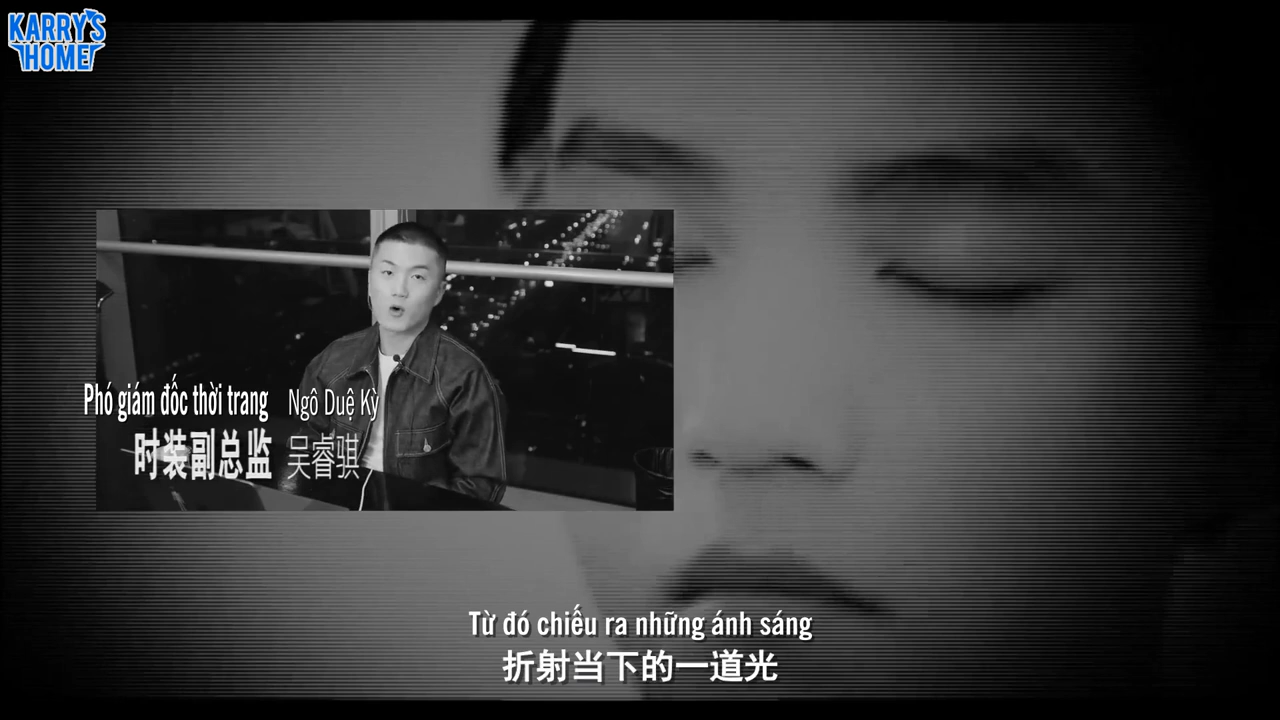 KARRY'S
HOME
Phó giám đốc thời trang Ngô Duệ Kỳ
时装副总监 吴睿骐
Từ đó chiếu ra những ánh sáng
折射当下的一道光